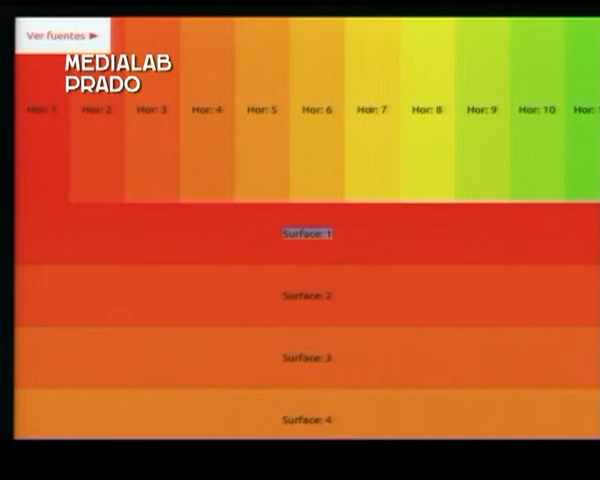 Ver fuentes ►
MEDIALAB
PRADO
Hor: 1 Hor: 2 Hor: 3 Hor: 4 Hor: 5 Hor: 6 Hor: 7 Hor: 8 Hor: 9 Hor: 10 Hor:
Surface: 1
Surface: 2
Surface: 3
Surface: 4